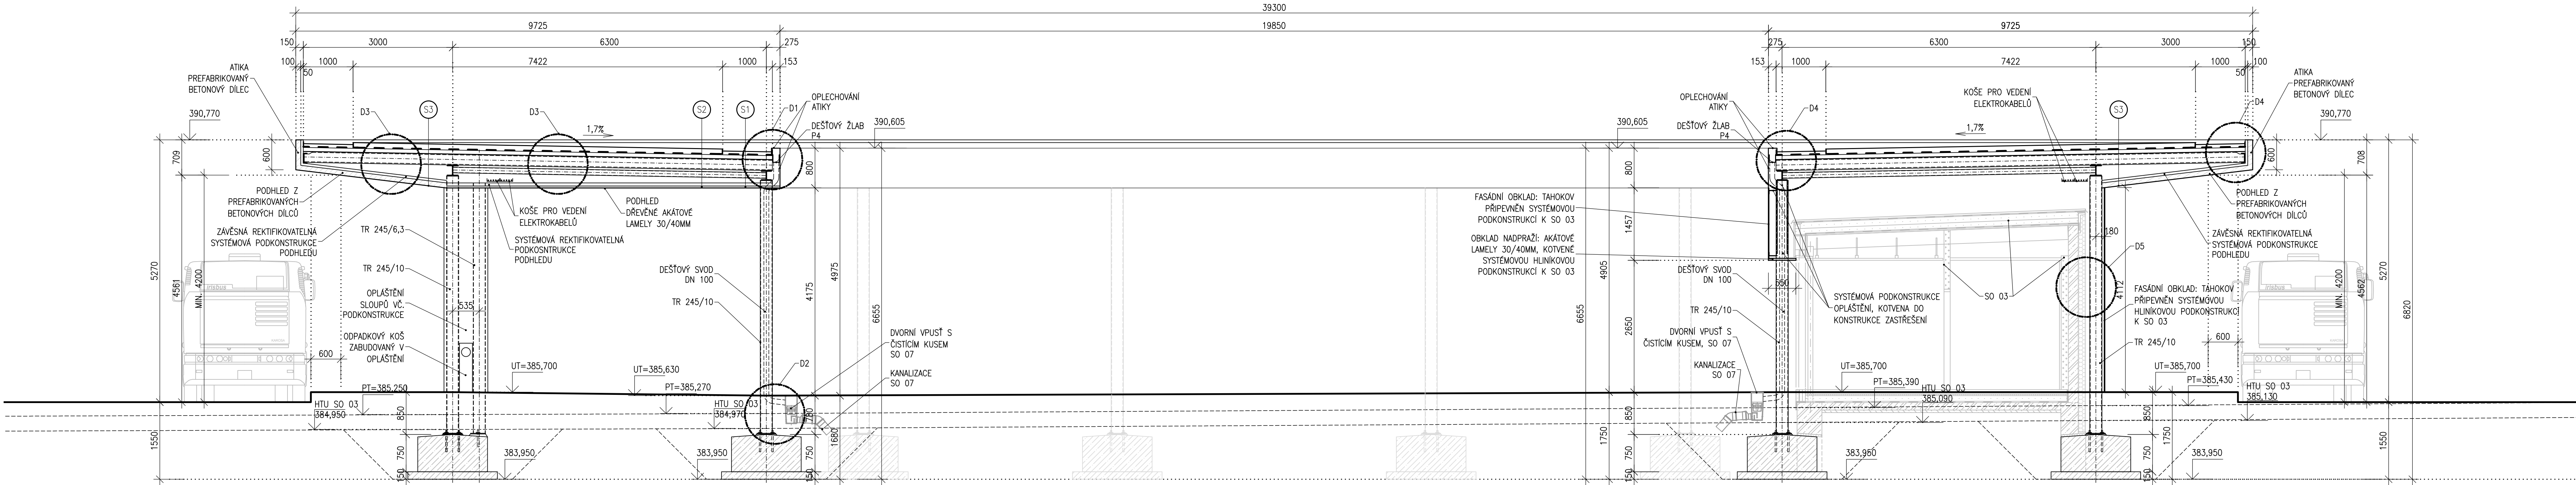 39300
9725
19850
9725
150
3000
6300
275
275
6300
3000
150
100
50
1000
7422
1000
153
153
1000
7422
1000
50
100
ATIKA
PREFABRIKOVANÝ
BETONOVÝ DÍLEC
390,770
D3
S3
D3
1,7%
S2
S1
D1
OPLECHOVÁNÍ
ATIKY
DEŠŤOVÝ ŽLAB
P4
390,605
390,605
OPLECHOVÁNÍ
ATIKY
DEŠŤOVÝ ŽLAB
P4
D4
KOŠE PRO VEDENÍ
ELEKTROKABELŮ
1,7%
S3
D4
ATIKA
PREFABRIKOVANÝ
BETONOVÝ DÍLEC
390,770
709
600
800
800
600
708
PODHLED Z
PREFABRIKOVANÝCH
BETONOVÝCH DÍLCŮ
ZÁVĚSNÁ REKTIFIKOVATELNÁ
SYSTÉMOVÁ PODKONSTRUKCE
PODHLEDU
KOŠE PRO VEDENÍ
ELEKTROKABELŮ
PODHLED
DŘEVĚNÉ AKÁTOVÉ
LAMELY 30/40MM
SYSTÉMOVÁ REKTIFIKOVATELNÁ
PODKOSNTRUKCE
PODHLEDU
TR 245/6,3
TR 245/10
OPLÁŠTĚNÍ
SLOUPŮ VČ.
PODKONSTRUKCE
535
ODPADKOVÝ KOŠ
ZABUDOVANÝ V
OPLÁŠTĚNÍ
DEŠŤOVÝ SVOD
DN 100
TR 245/10
5270
4561
MIN. 4200
600
4175
4975
6655
DVORNÍ VPUSŤ S
ČISTÍCÍM KUSEM
SO 07
KANALIZACE
SO 07
D2
UT=385,700
UT=385,630
PT=385,250
PT=385,270
HTU SO 03
384,950
HTU SO 03
384,970
1550
850
750
150
383,950
383,950
780
750
150
1680
FASÁDNÍ OBKLAD: TAHOKOV
PŘIPEVNĚN SYSTÉMOVOU
PODKONSTRUKCÍ K SO 03
OBKLAD NADPRAŽÍ: AKÁTOVÉ
LAMELY 30/40MM, KOTVENÉ
SYSTÉMOVOU HLINÍKOVOU
PODKONSTRUKCÍ K SO 03
1457
2650
4905
6655
DEŠŤOVÝ SVOD
DN 100
TR 245/10
DVORNÍ VPUSŤ S
ČISTÍCÍM KUSEM, SO 07
KANALIZACE
SO 07
SYSTÉMOVÁ PODKONSTRUKCE
OPLÁŠTĚNÍ, KOTVENA DO
KONSTRUKCE ZASTŘEŠENÍ
SO 03
180
4112
D5
PODHLED Z
PREFABRIKOVANÝCH
BETONOVÝCH DÍLCŮ
ZÁVĚSNÁ REKTIFIKOVATELNÁ
SYSTÉMOVÁ PODKONSTRUKCE
PODHLEDU
FASÁDNÍ OBKLAD: TAHOKOV
PŘIPEVNĚN SYSTÉMOVOU
HLINÍKOVOU PODKONSTRUKCÍ
K SO 03
TR 245/10
600
MIN. 4200
4562
5270
6820
UT=385,700
PT=385,390
HTU SO 03
385,090
UT=385,700
PT=385,430
HTU SO 03
385,130
1750
850
750
150
383,950
850
750
150
1750
383,950
1550